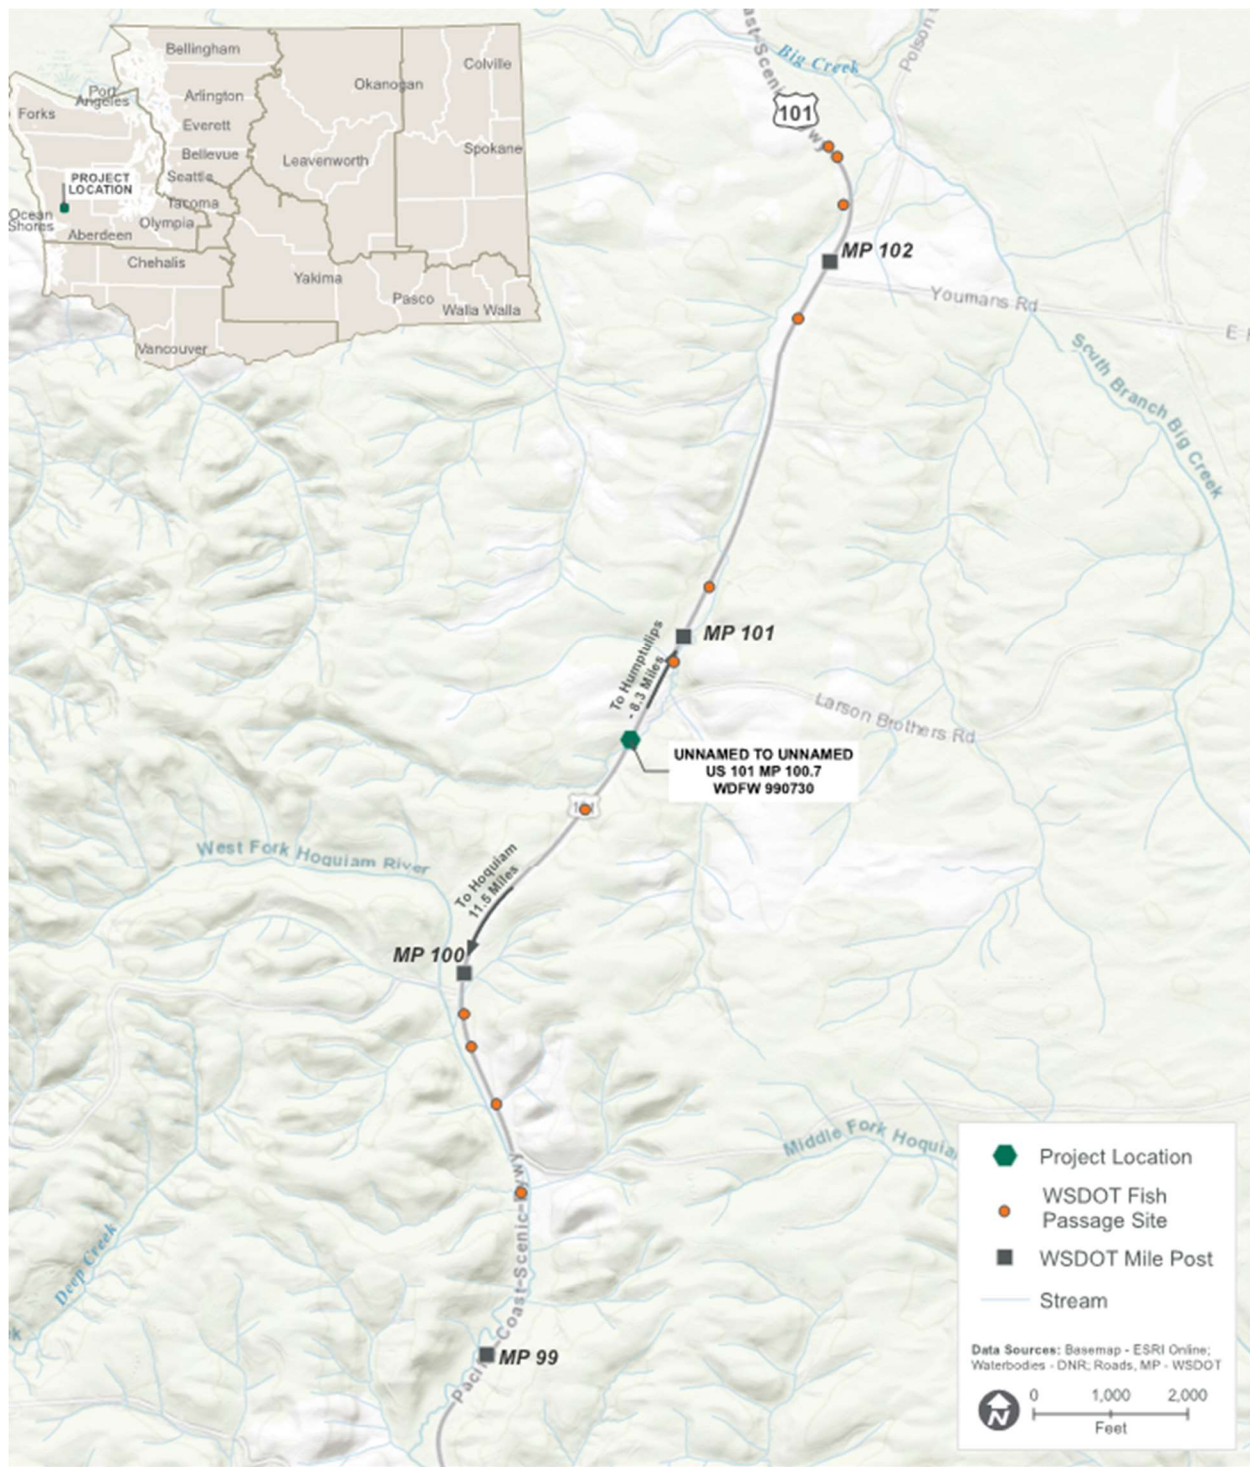 Bellingham
Colville
Okanogan
Port
Angeles
Arlington
Forks
Everett
Spokane
Bellevue
Leavenworth
PROJECT
LOCATION
Seattle
Tacoma
Ocean
Shores
Olympia
Aberdeen
Chehalis
Yakima
Pasco
Walla Walla
Vancouver
Big Creek
101
MP 102
Youmans Rd
South Branch Big Creek
MP 101
To Humptulips
- 8.3 Miles
Larson Brothers Rd
UNNAMED TO UNNAMED
US 101 MP 100.7
WDFW 990730
West Fork Hoquiam River
To Hoquiam
11.5 Miles
MP 100
Middle Fork Hoquia
Deep Creek
Coast-Scenic-Hwy
MP 99
Project Location
WSDOT Fish
Passage Site
WSDOT Mile Post
Stream
Data Sources: Basemap - ESRI Online;
Waterbodies - DNR; Roads, MP - WSDOT
N
0 1,000 2,000
Feet